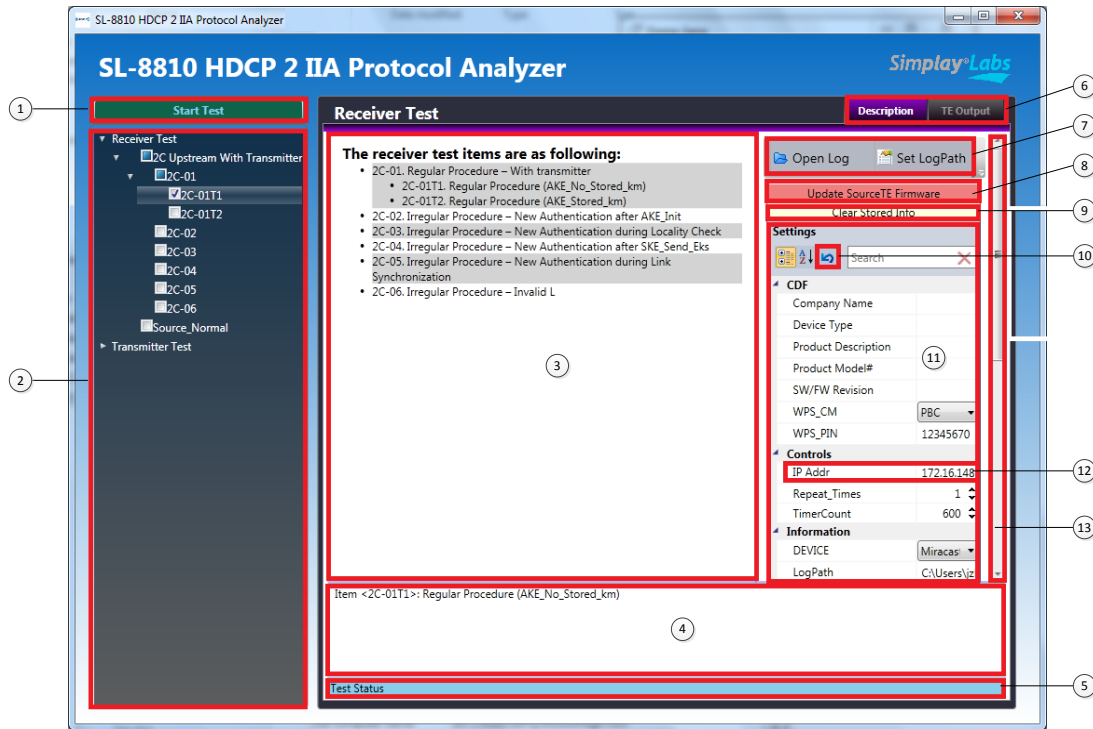 SL-8810 HDCP 2 IIA Protocol Analyzer
SL-8810 HDCP 2 IIA Protocol Analyzer
Simplay Labs
1
Start Test
Receiver Test
Description
TE Output
6
7
8
9
10
12
13
Receiver Test
2C Upstream With Transmitter
2C-01
2C-01T1
2C-01T2
2C-02
2C-03
2C-04
2C-05
2C-06
Source_Normal
Transmitter Test
2
The receiver test items are as following:
• 2C-01. Regular Procedure – With transmitter
• 2C-01T1. Regular Procedure (AKE_No_Stored_km)
• 2C-01T2. Regular Procedure (AKE_Stored_km)
• 2C-02. Irregular Procedure – New Authentication after AKE_Init
• 2C-03. Irregular Procedure – New Authentication during Locality Check
• 2C-04. Irregular Procedure – New Authentication after SKE_Send_Eks
• 2C-05. Irregular Procedure – New Authentication during Link
Synchronization
• 2C-06. Irregular Procedure – Invalid L
3
Open Log
Set LogPath
Update SourceTE Firmware
Clear Stored Info
Settings
Search
CDF
Company Name
Device Type
Product Description
Product Model#
11
SW/FW Revision
WPS_CM PBC
WPS_PIN 12345670
Controls
IP Addr 172.16.148
Repeat_Times 1
TimerCount 600
Information
DEVICE Miracas
LogPath C:\Users\jz
Item <2C-01T1>: Regular Procedure (AKE_No_Stored_km)
4
Test Status
5